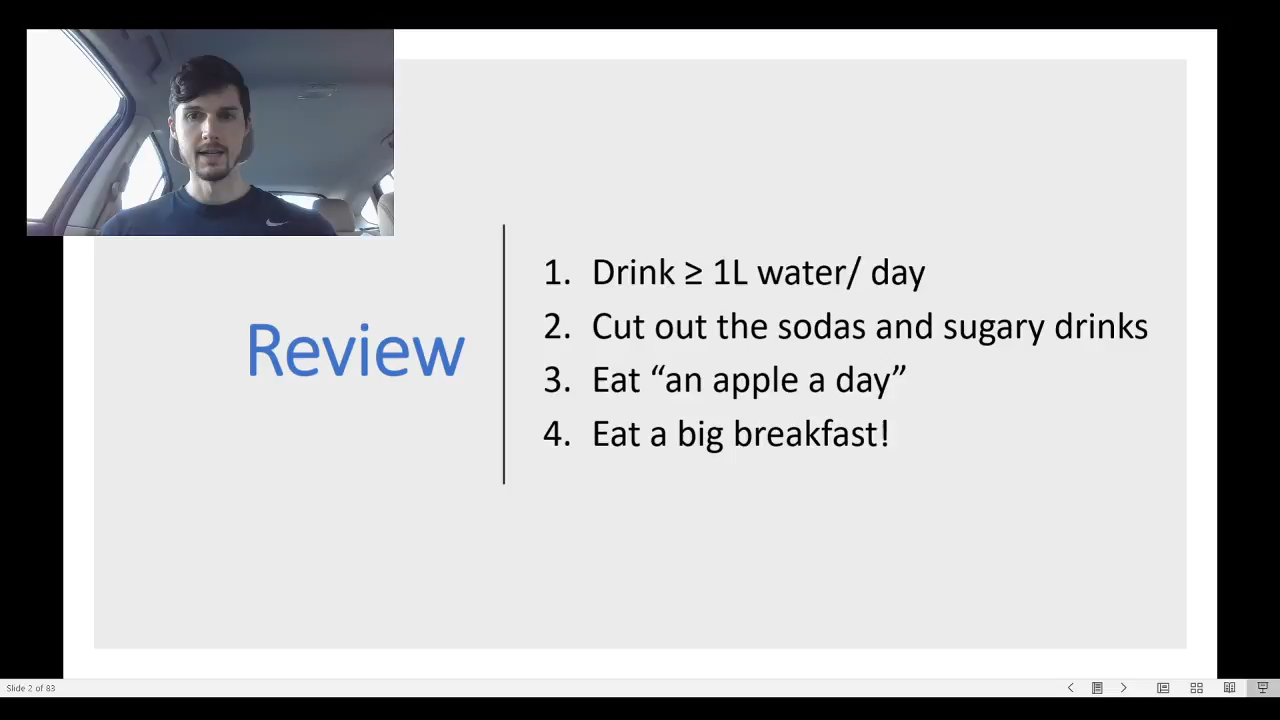 Review
1. Drink ≥ 1L water/ day
2. Cut out the sodas and sugary drinks
3. Eat “an apple a day”
4. Eat a big breakfast!
Slide 2 of 83